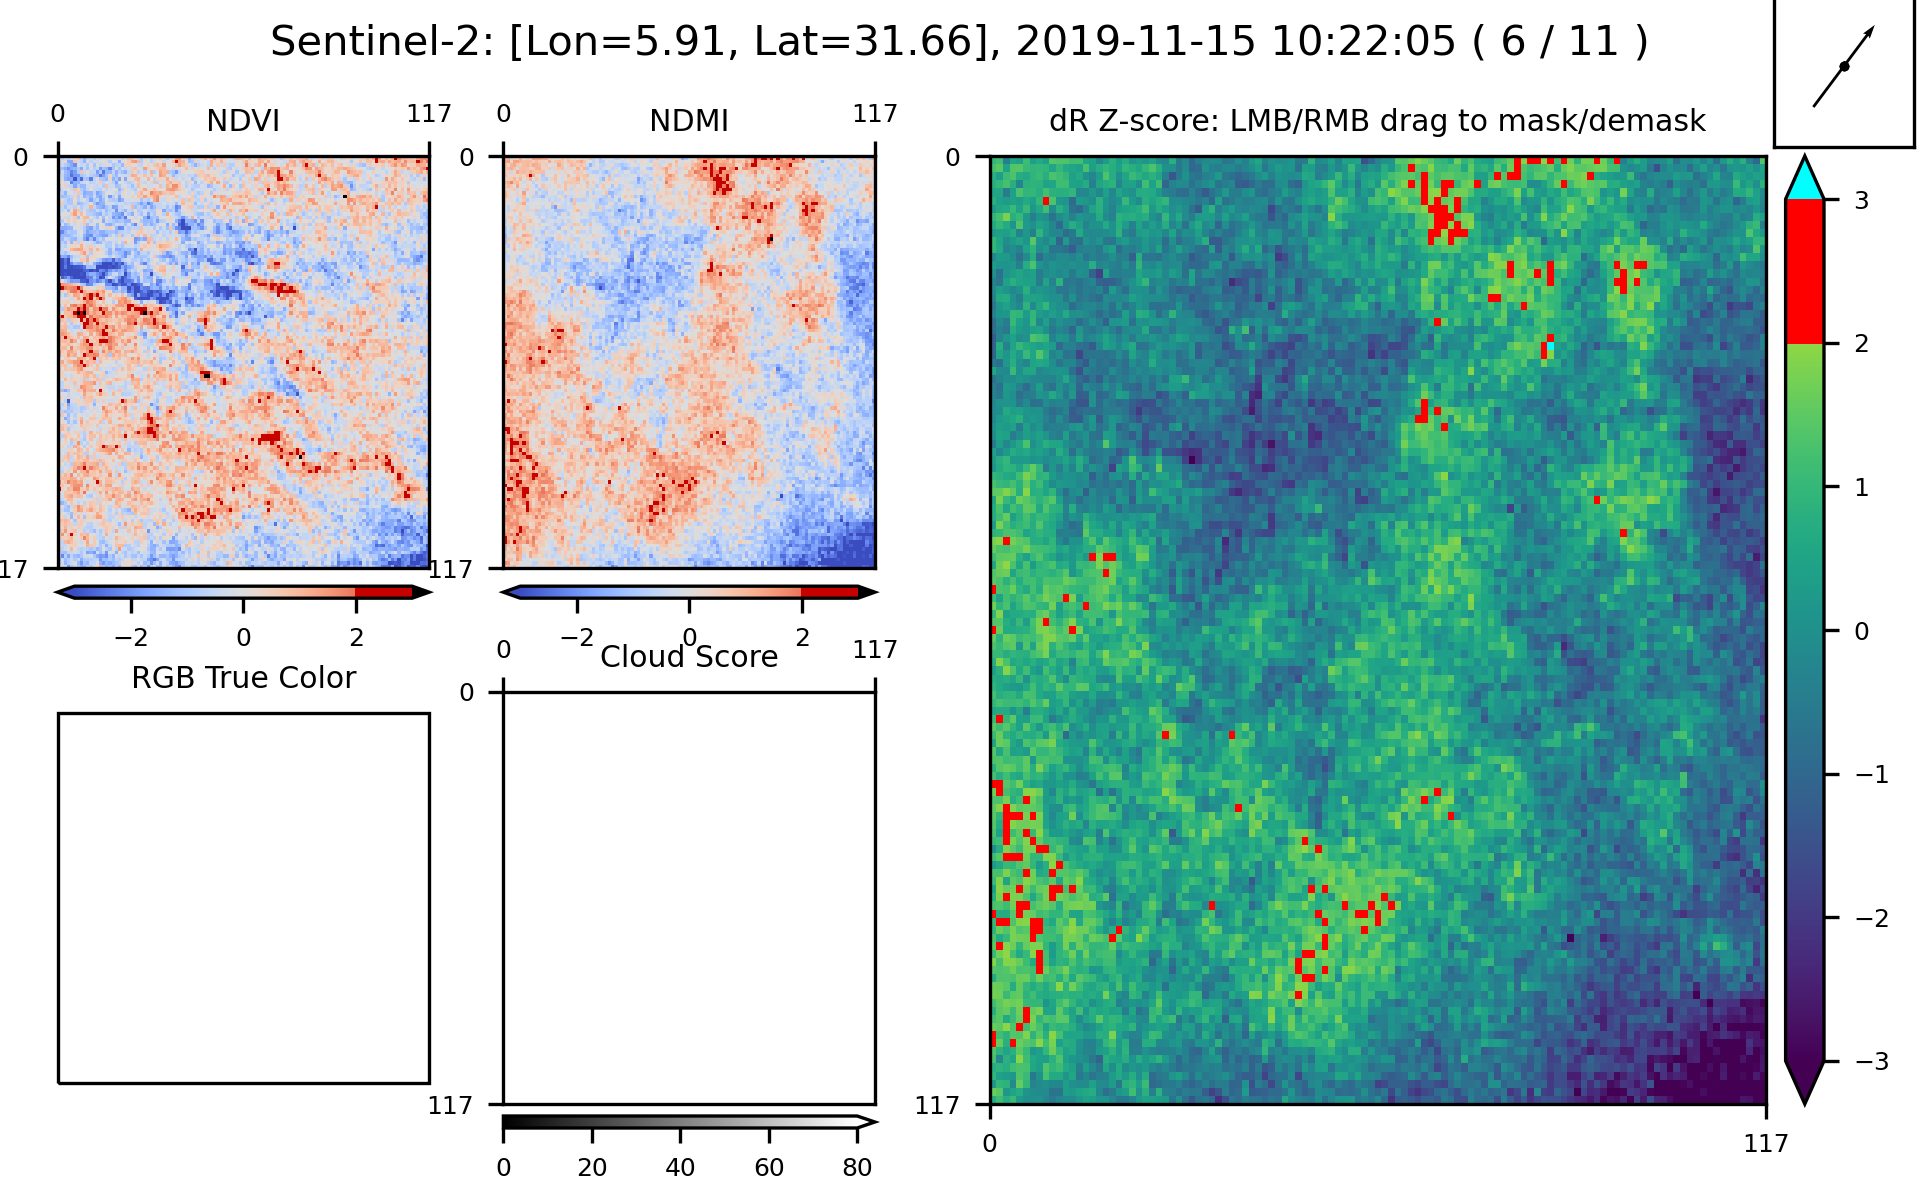 Sentinel-2: [Lon=5.91, Lat=31.66], 2019-11-15 10:22:05 ( 6 / 11 )
0 117
NDVI
0
17
−2 0 2
0 117
NDMI
0
117
−2 0 2
dR Z-score: LMB/RMB drag to mask/demask
0
117
0 117
3
2
1
0
−1
−2
−3
RGB True Color
0 117
Cloud Score
0
117
0 20 40 60 80